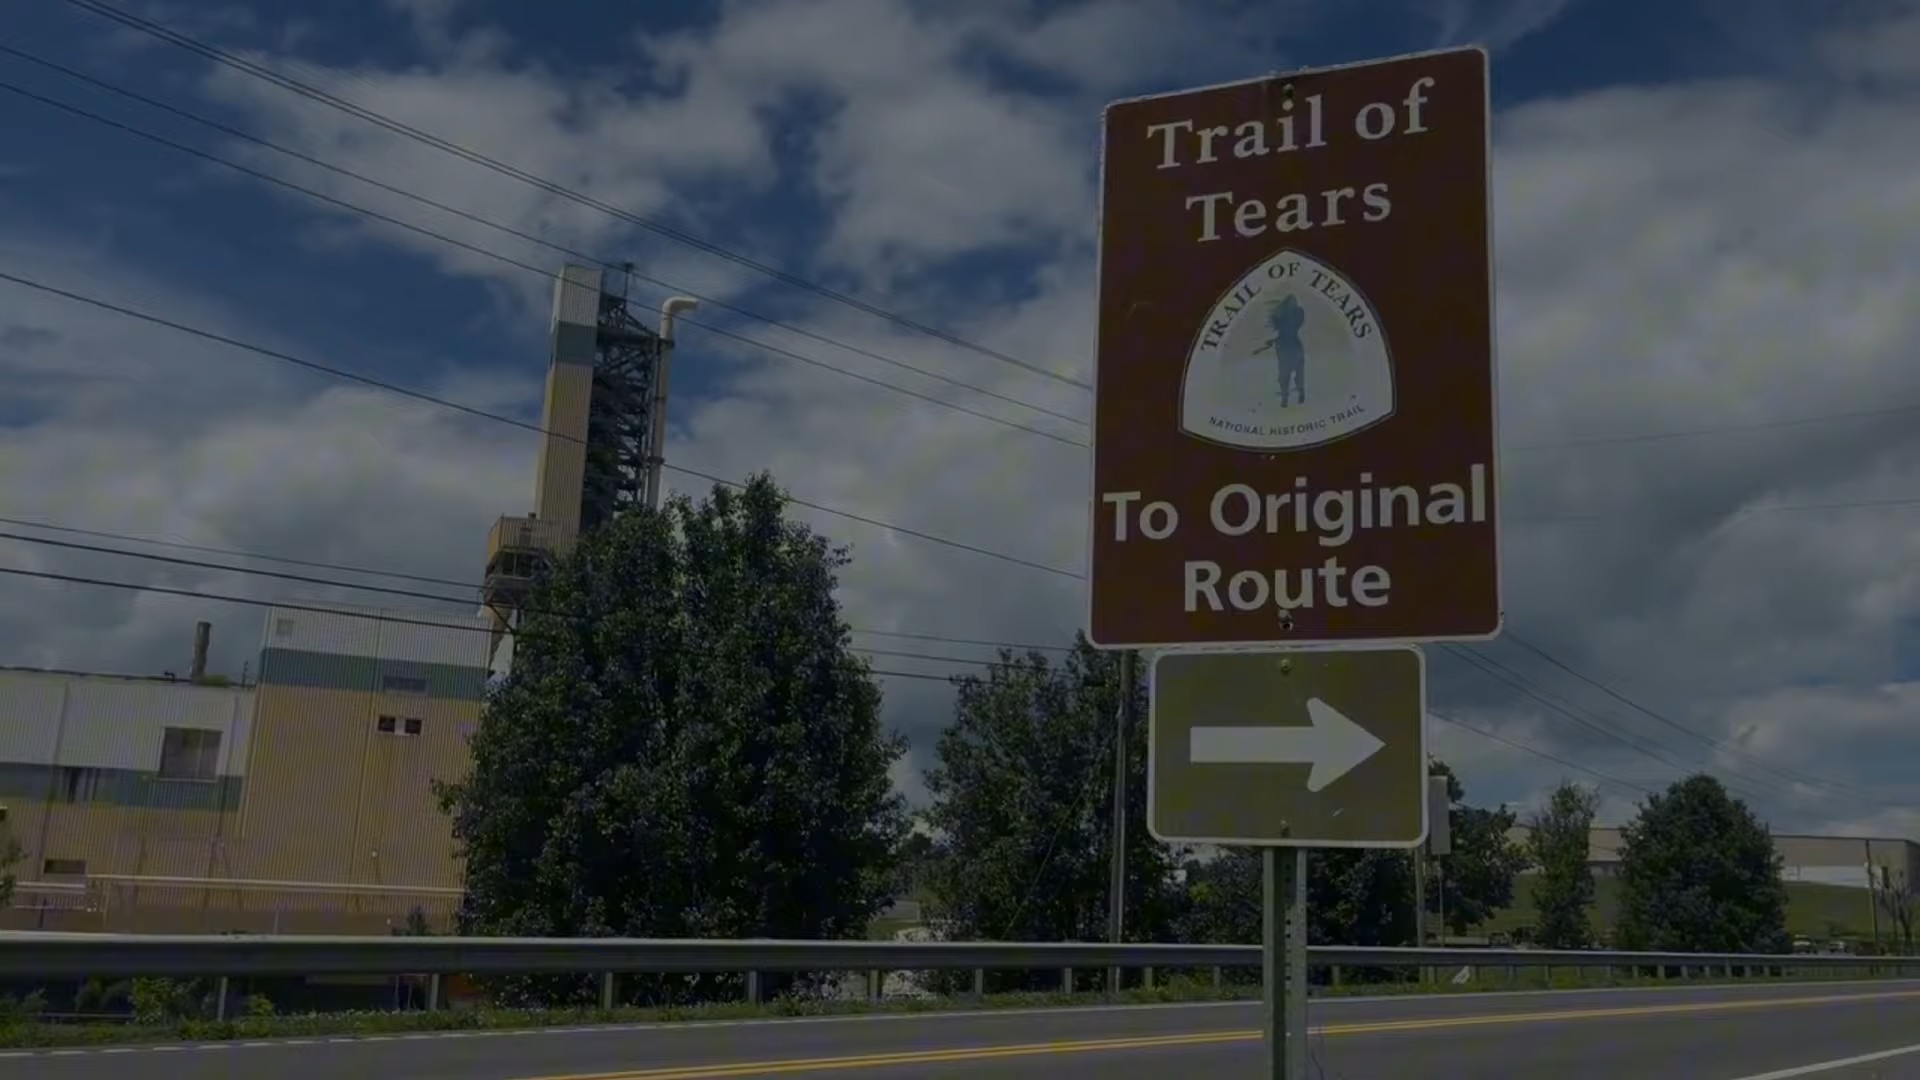 Trail of
Tears
TRAIL OF TEARS
NATIONAL HISTORIC TRAIL
To Original
Route